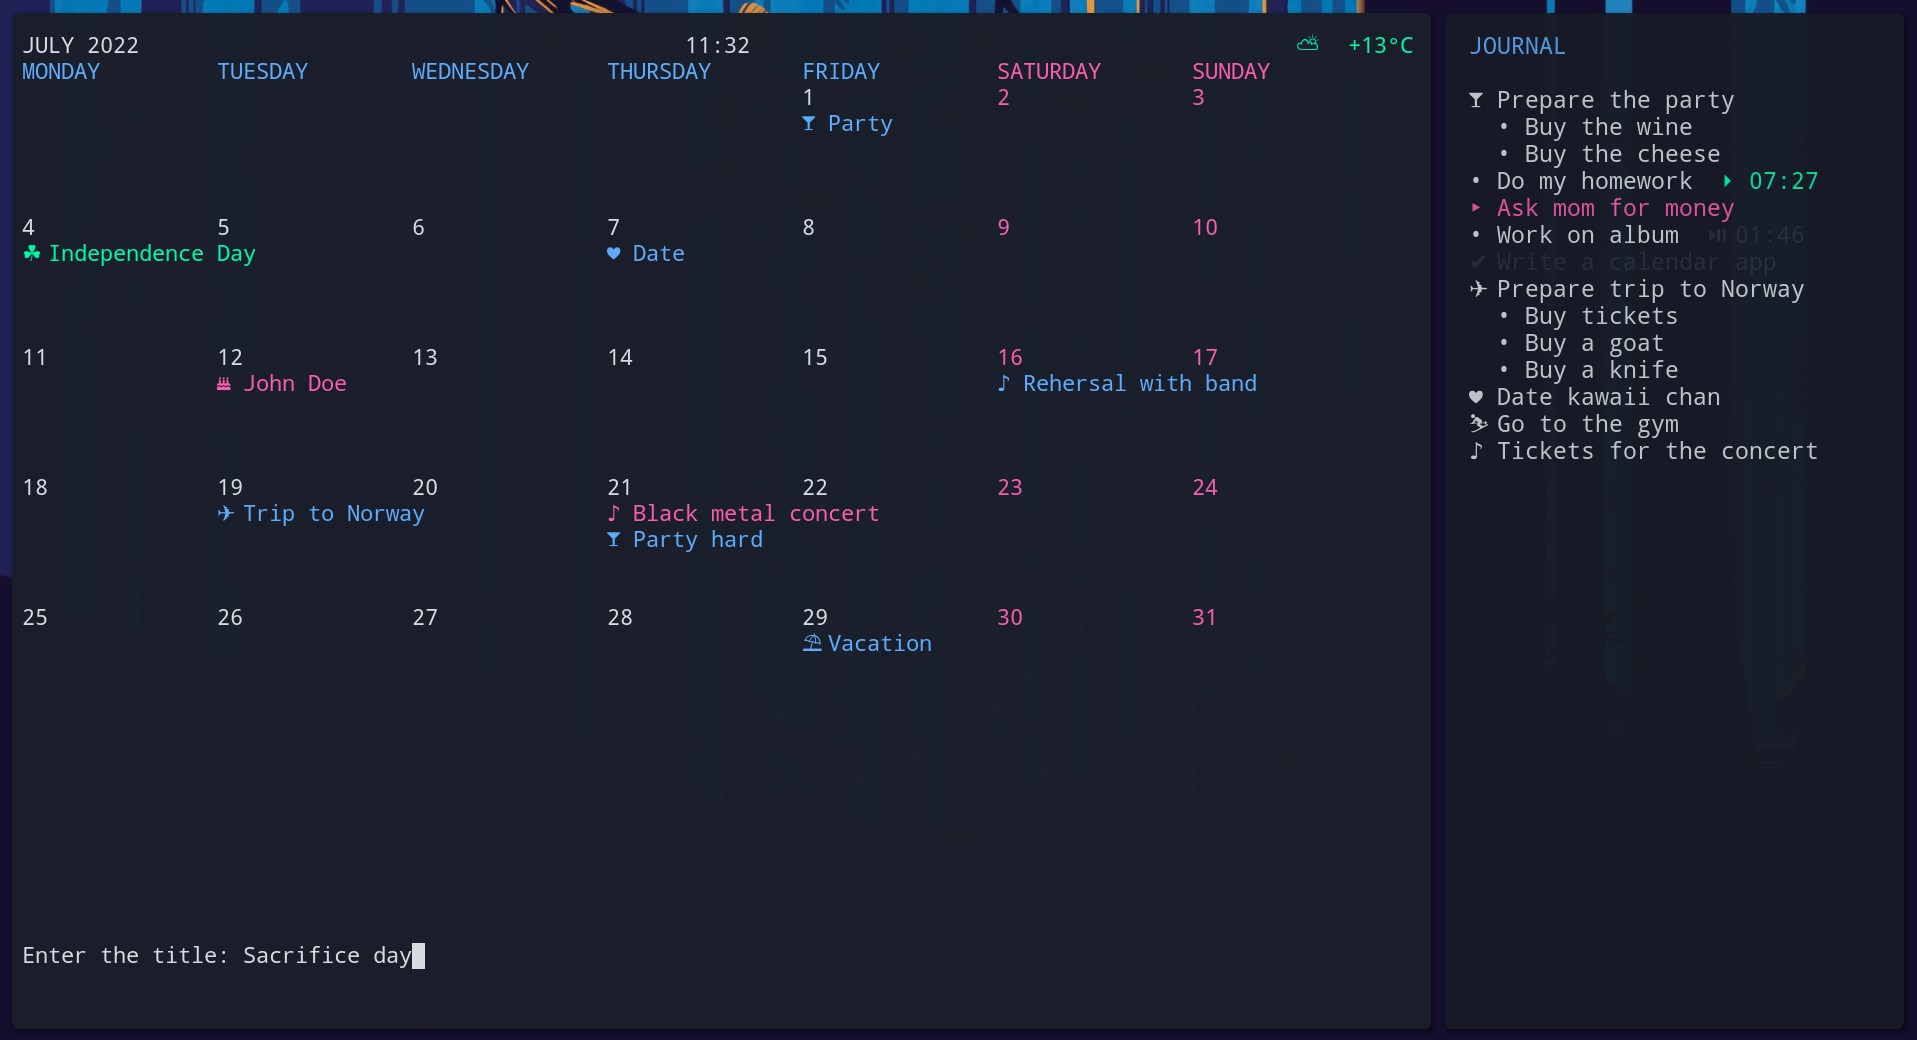 JULY 2022 11:32 +13°C
MONDAY TUESDAY WEDNESDAY THURSDAY FRIDAY SATURDAY SUNDAY
1 2 3
Party
4 5 6 7 8 9 10
Independence Day Date
11 12 13 14 15 16 17
John Doe Rehersal with band
18 19 20 21 22 23 24
Trip to Norway Black metal concert
Party hard
25 26 27 28 29 30 31
Vacation
Enter the title: Sacrifice day
JOURNAL
Prepare the party
• Buy the wine
• Buy the cheese
• Do my homework 07:27
Ask mom for money
• Work on album 01:46
✔ Write a calendar app
Prepare trip to Norway
• Buy tickets
• Buy a goat
• Buy a knife
Date kawaii chan
Go to the gym
Tickets for the concert